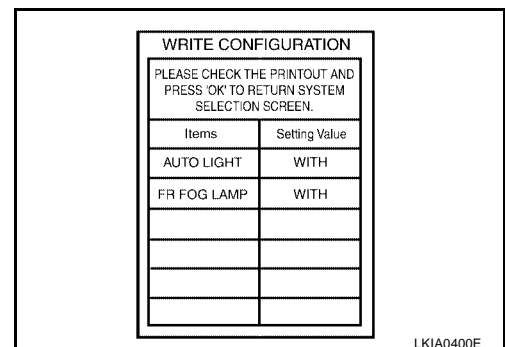 WRITE CONFIGURATION
PLEASE CHECK THE PRINTOUT AND
PRESS 'OK' TO RETURN SYSTEM
SELECTION SCREEN.
Items Setting Value
AUTO LIGHT WITH
FR FOG LAMP WITH
LKIA0400E